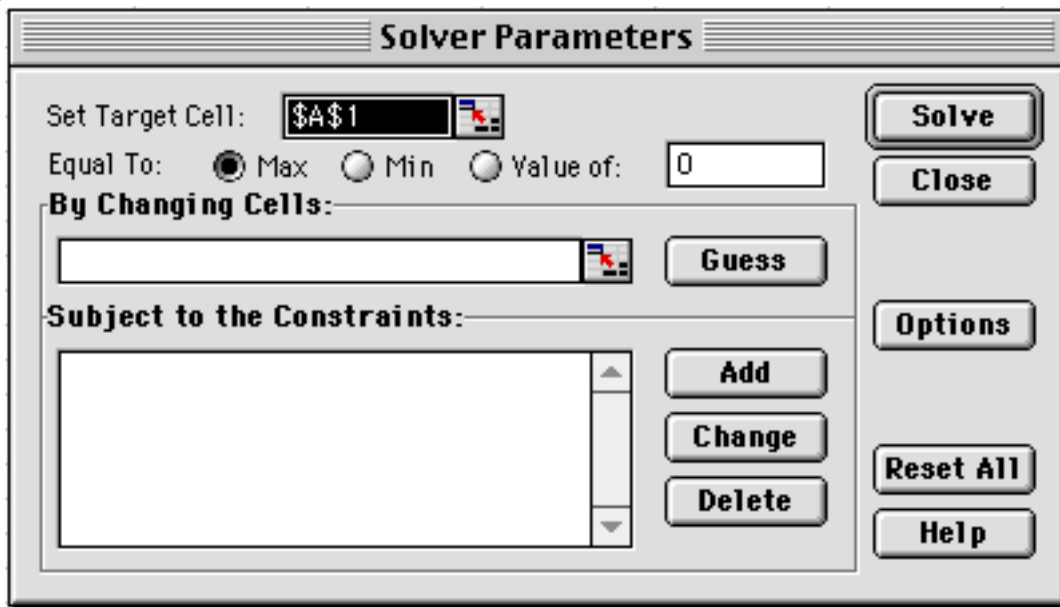 Solver Parameters
Set Target Cell: $A$1
Solve
Equal To: Max Min Value of: 0
Close
By Changing Cells:
Guess
Subject to the Constraints:
Options
Add
Change
Reset All
Delete
Help